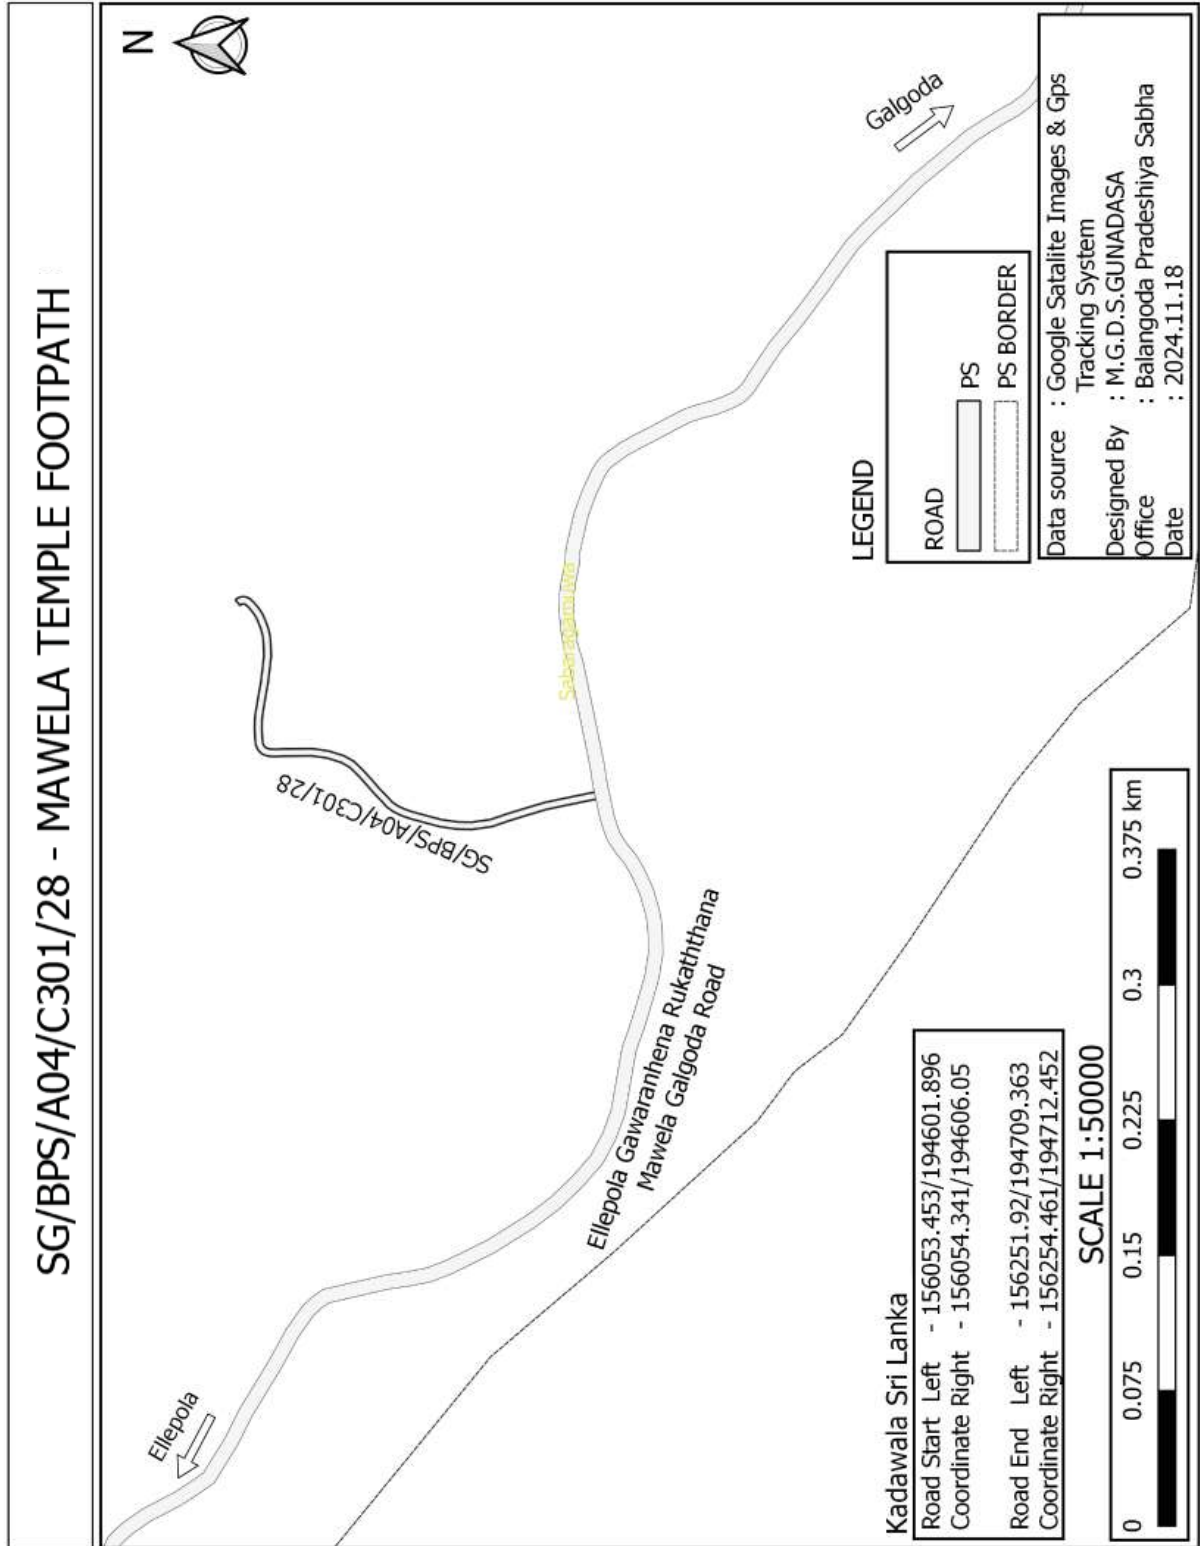 SG/BPS/A04/C301/28 - MAWELA TEMPLE FOOTPATH
N
Ellepola
Galgoda
SG/BPS/A04/C301/28
Sabaragamuwa
Ellepola Gawaranhena Rukaththana
Mawela Galgoda Road
Kadawala Sri Lanka
Road Start Left - 156053.453/194601.896
Coordinate Right - 156054.341/194606.05
Road End Left - 156251.92/194709.363
Coordinate Right - 156254.461/194712.452
SCALE 1:50000
0 0.075 0.15 0.225 0.3 0.375 km
LEGEND
ROAD
PS
PS BORDER
Data source : Google Satalite Images & Gps
Tracking System
Designed By : M.G.D.S.GUNADASA
Office : Balangoda Pradeshiya Sabha
Date : 2024.11.18